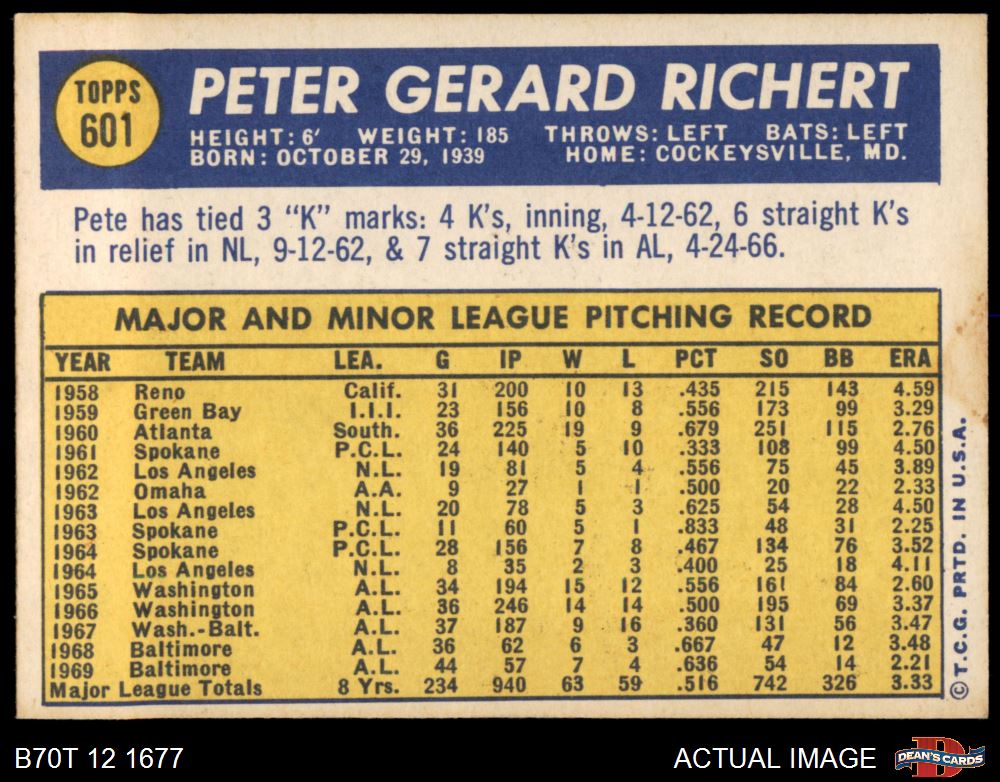 TOPPS
601
PETER GERARD RICHERT
HEIGHT: 6' WEIGHT: 185 THROWS: LEFT BATS: LEFT
BORN: OCTOBER 29, 1939 HOME: COCKEYSVILLE, MD.
Pete has tied 3 “K” marks: 4 K's, inning, 4-12-62, 6 straight K's
in relief in NL, 9-12-62, & 7 straight K's in AL, 4-24-66.
MAJOR AND MINOR LEAGUE PITCHING RECORD
YEAR TEAM LEA. G IP W L PCT SO BB ERA
1958 Reno Calif. 31 200 10 13 .435 215 143 4.59
1959 Green Bay I.I.I. 23 156 10 8 .556 173 99 3.29
1960 Atlanta South. 36 225 19 9 .679 251 115 2.76
1961 Spokane P.C.L. 24 140 5 10 .333 108 99 4.50
1962 Los Angeles N.L. 19 81 5 4 .556 75 45 3.89
1962 Omaha A.A. 9 27 1 1 .500 20 22 2.33
1963 Los Angeles N.L. 20 78 5 3 .625 54 28 4.50
1963 Spokane P.C.L. 11 60 5 1 .833 48 31 2.25
1964 Spokane P.C.L. 28 156 7 8 .467 134 76 3.52
1964 Los Angeles N.L. 8 35 2 3 .400 25 18 4.11
1965 Washington A.L. 34 194 15 12 .556 161 84 2.60
1966 Washington A.L. 36 246 14 14 .500 195 69 3.37
1967 Wash.-Balt. A.L. 37 187 9 16 .360 131 56 3.47
1968 Baltimore A.L. 36 62 6 3 .667 47 12 3.48
1969 Baltimore A.L. 44 57 7 4 .636 54 14 2.21
Major League Totals 8 Yrs. 234 940 63 59 .516 742 326 3.33
© T.C.G. PRTD. IN U.S.A.
B70T 12 1677
ACTUAL IMAGE
DEAN'S CARDS